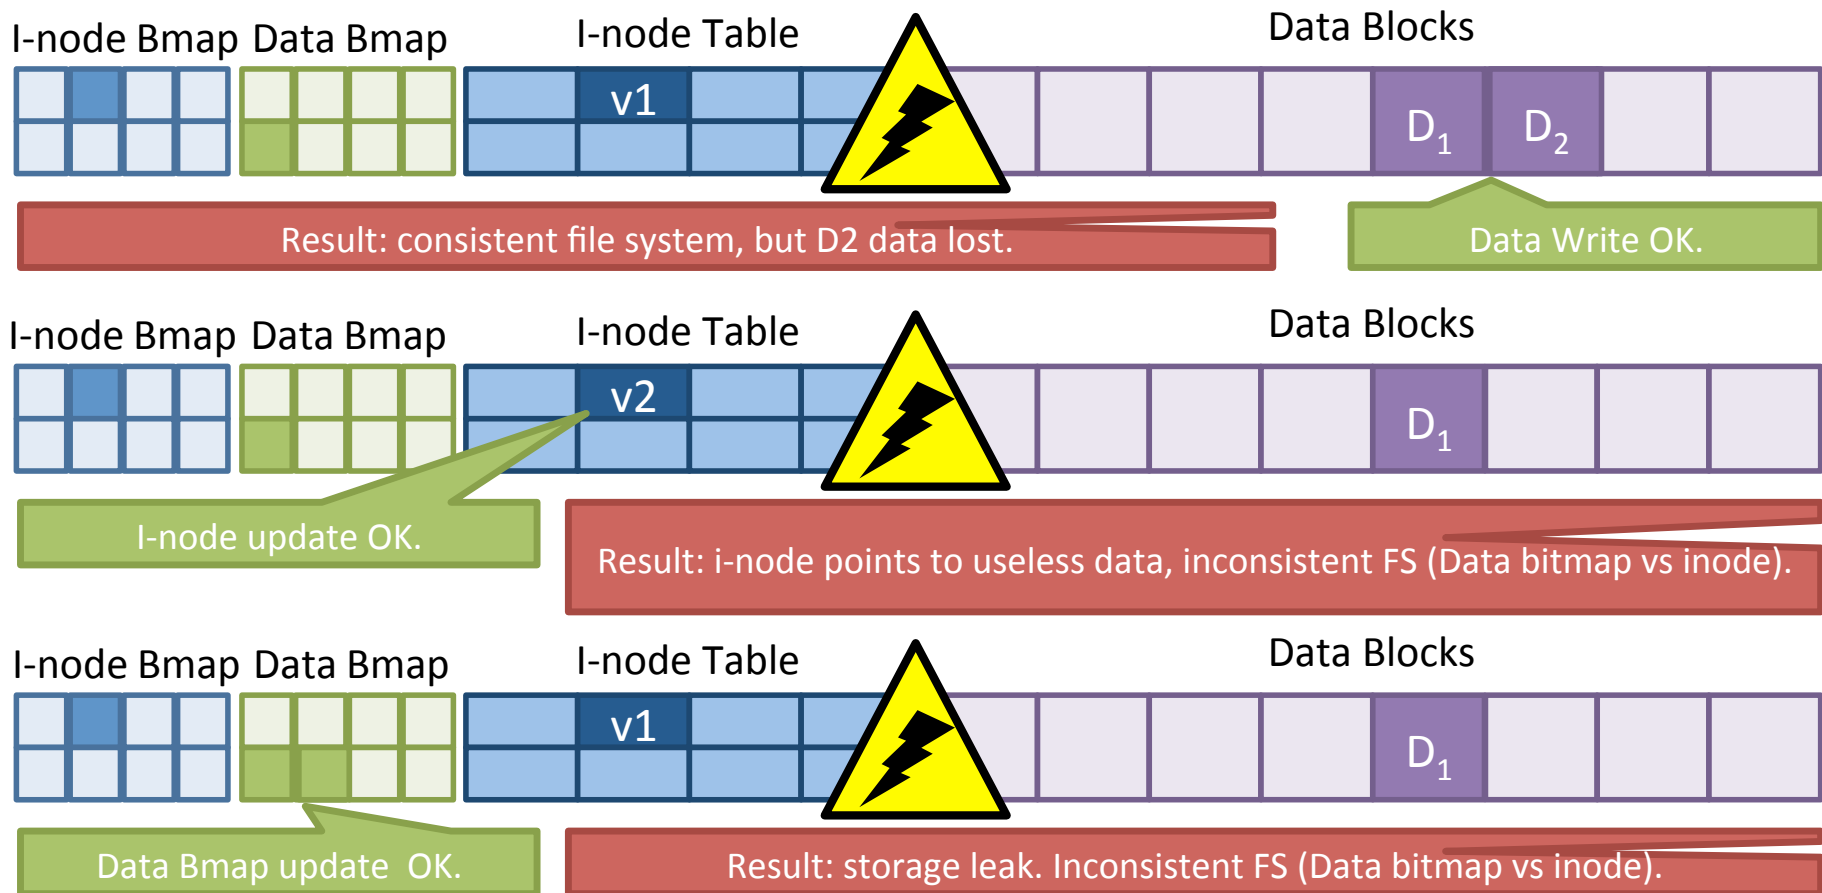 I-node Bmap Data Bmap I-node Table Data Blocks
v1
D1 D2
Result: consistent file system, but D2 data lost.
Data Write OK.
I-node Bmap Data Bmap I-node Table Data Blocks
v2
D1
I-node update OK.
Result: i-node points to useless data, inconsistent FS (Data bitmap vs inode).
I-node Bmap Data Bmap I-node Table Data Blocks
v1
D1
Data Bmap update OK.
Result: storage leak. Inconsistent FS (Data bitmap vs inode).